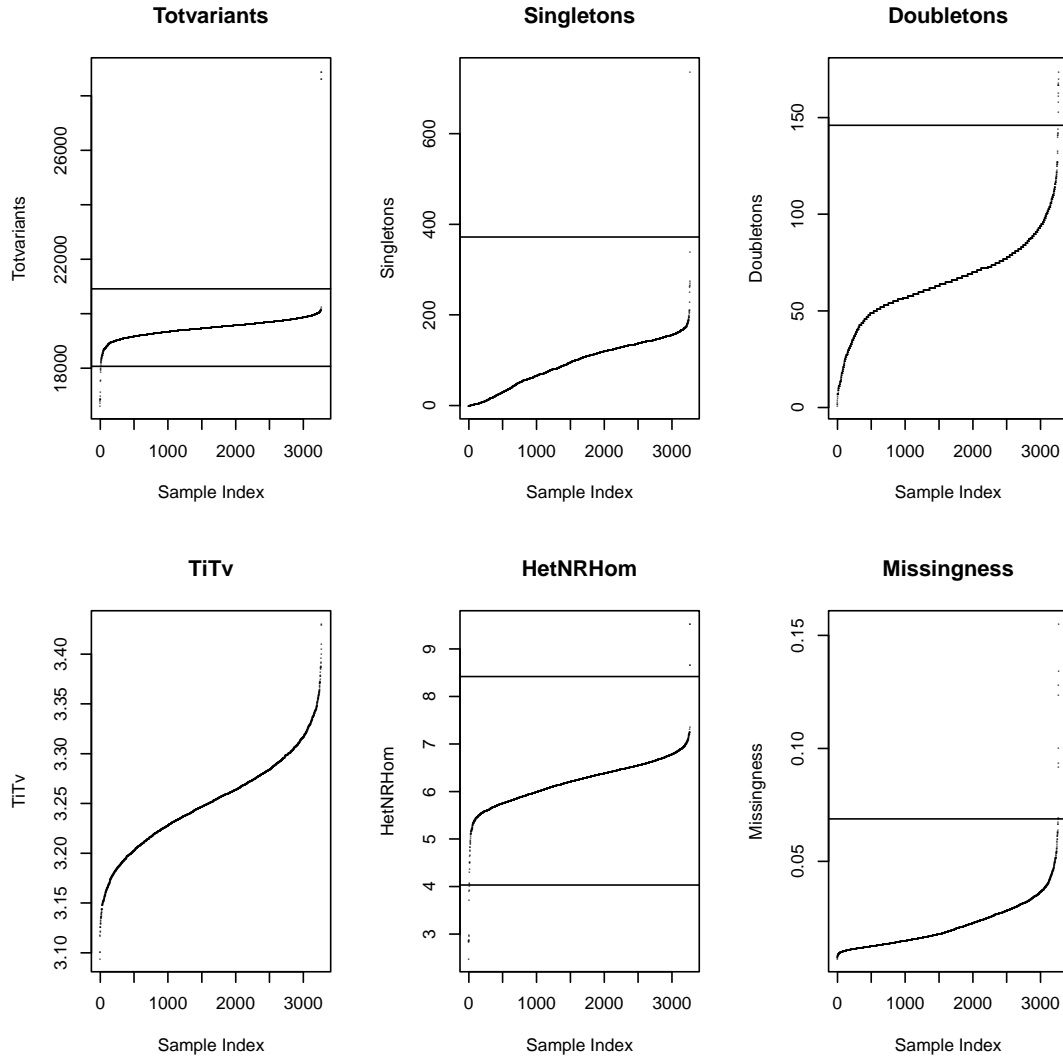 Totvariants
Totvariants
18000
22000
26000
0
1000
2000
3000
Sample Index
Singletons
Singletons
0
200
400
600
0
1000
2000
3000
Sample Index
Doubletons
Doubletons
0
50
100
150
0
1000
2000
3000
Sample Index
TiTv
TiTv
3.10
3.15
3.20
3.25
3.30
3.35
3.40
0
1000
2000
3000
Sample Index
HetNRHom
HetNRHom
3
4
5
6
7
8
9
0
1000
2000
3000
Sample Index
Missingness
Missingness
0.05
0.10
0.15
0
1000
2000
3000
Sample Index